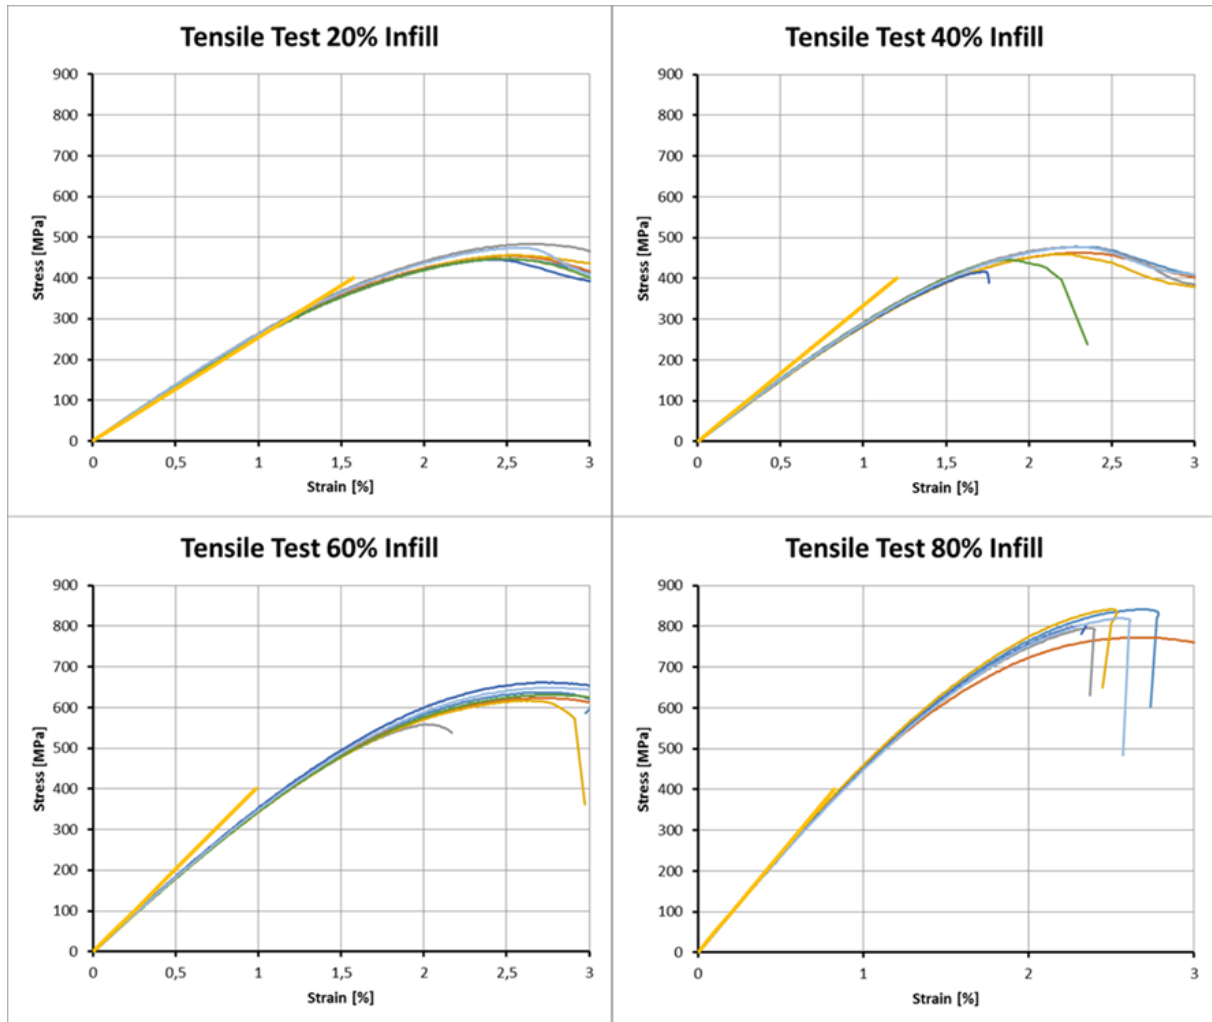 Tensile Test 20% Infill
900
800
700
600
500
400
300
200
100
0
Stress [MPa]
0 0,5 1 1,5 2 2,5 3
Strain [%]
Tensile Test 40% Infill
900
800
700
600
500
400
300
200
100
0
Stress [MPa]
0 0,5 1 1,5 2 2,5 3
Strain [%]
Tensile Test 60% Infill
900
800
700
600
500
400
300
200
100
0
Stress [MPa]
0 0,5 1 1,5 2 2,5 3
Strain [%]
Tensile Test 80% Infill
900
800
700
600
500
400
300
200
100
0
Stress [MPa]
0 1 2 3
Strain [%]